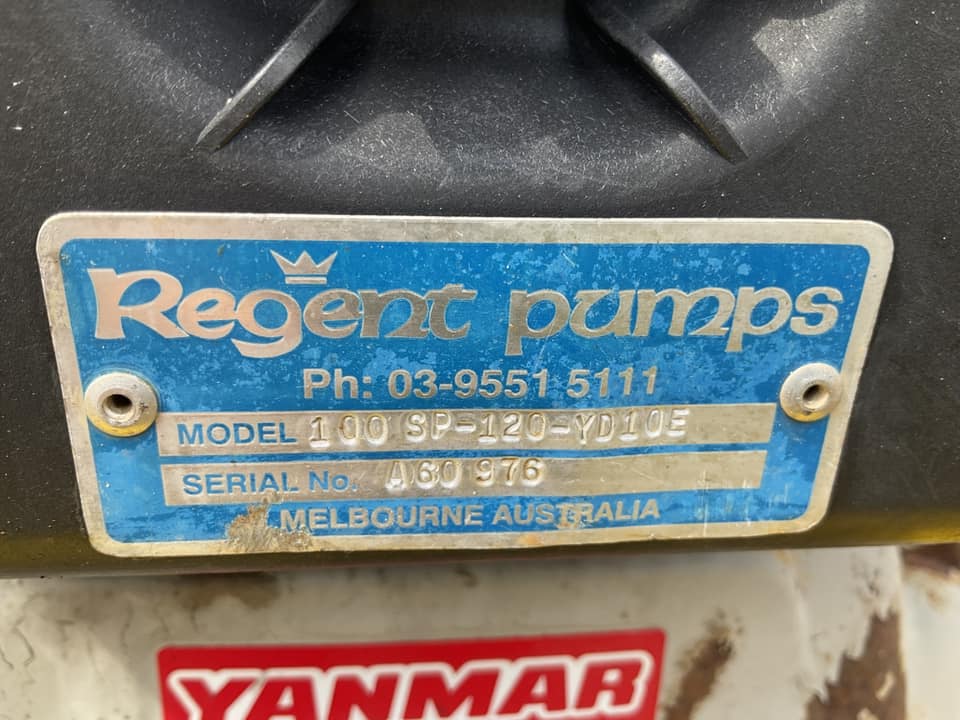 Regent pumps
Ph: 03-9551 5111
MODEL 100 SP-120-YD10E
SERIAL No. A60 976
MELBOURNE AUSTRALIA
YANMAR